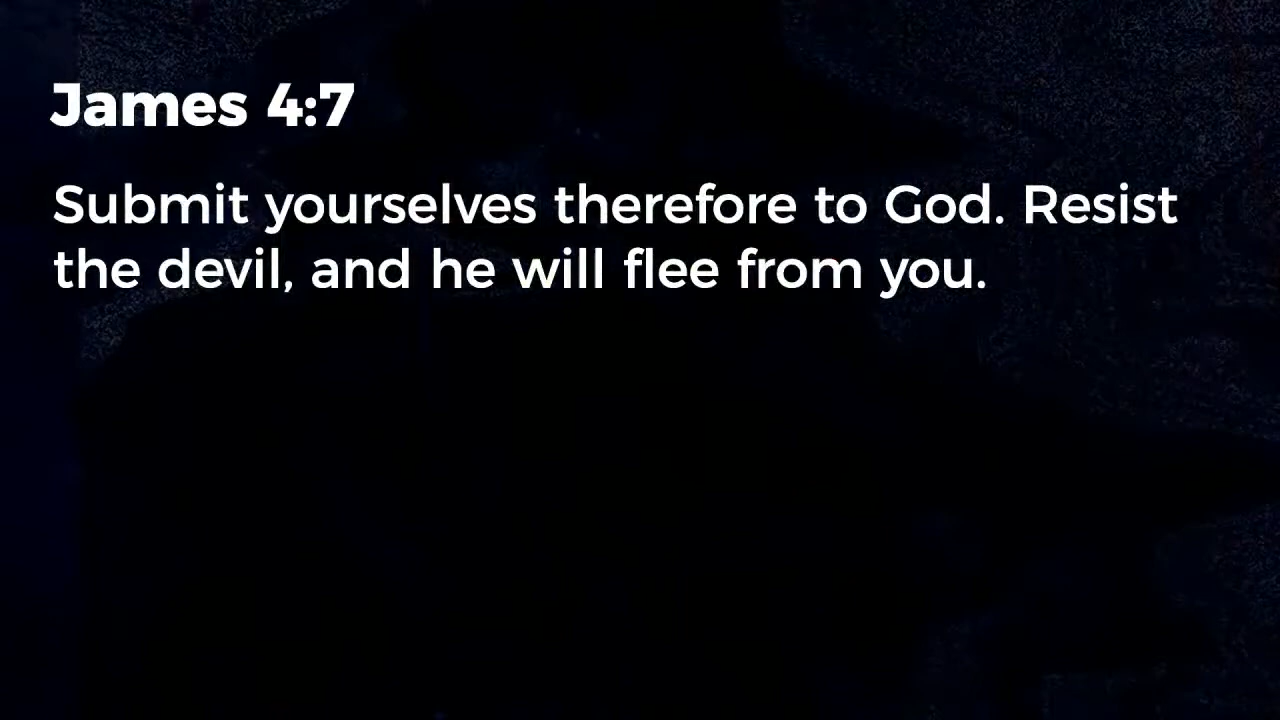 James 4:7
Submit yourselves therefore to God. Resist
the devil, and he will flee from you.